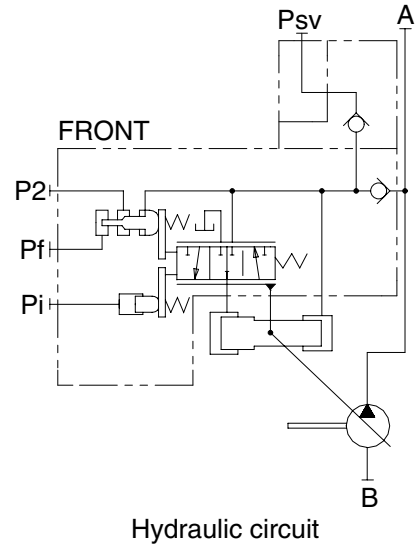 Psv
A
FRONT
P2
Pf
Pi
B
Hydraulic circuit